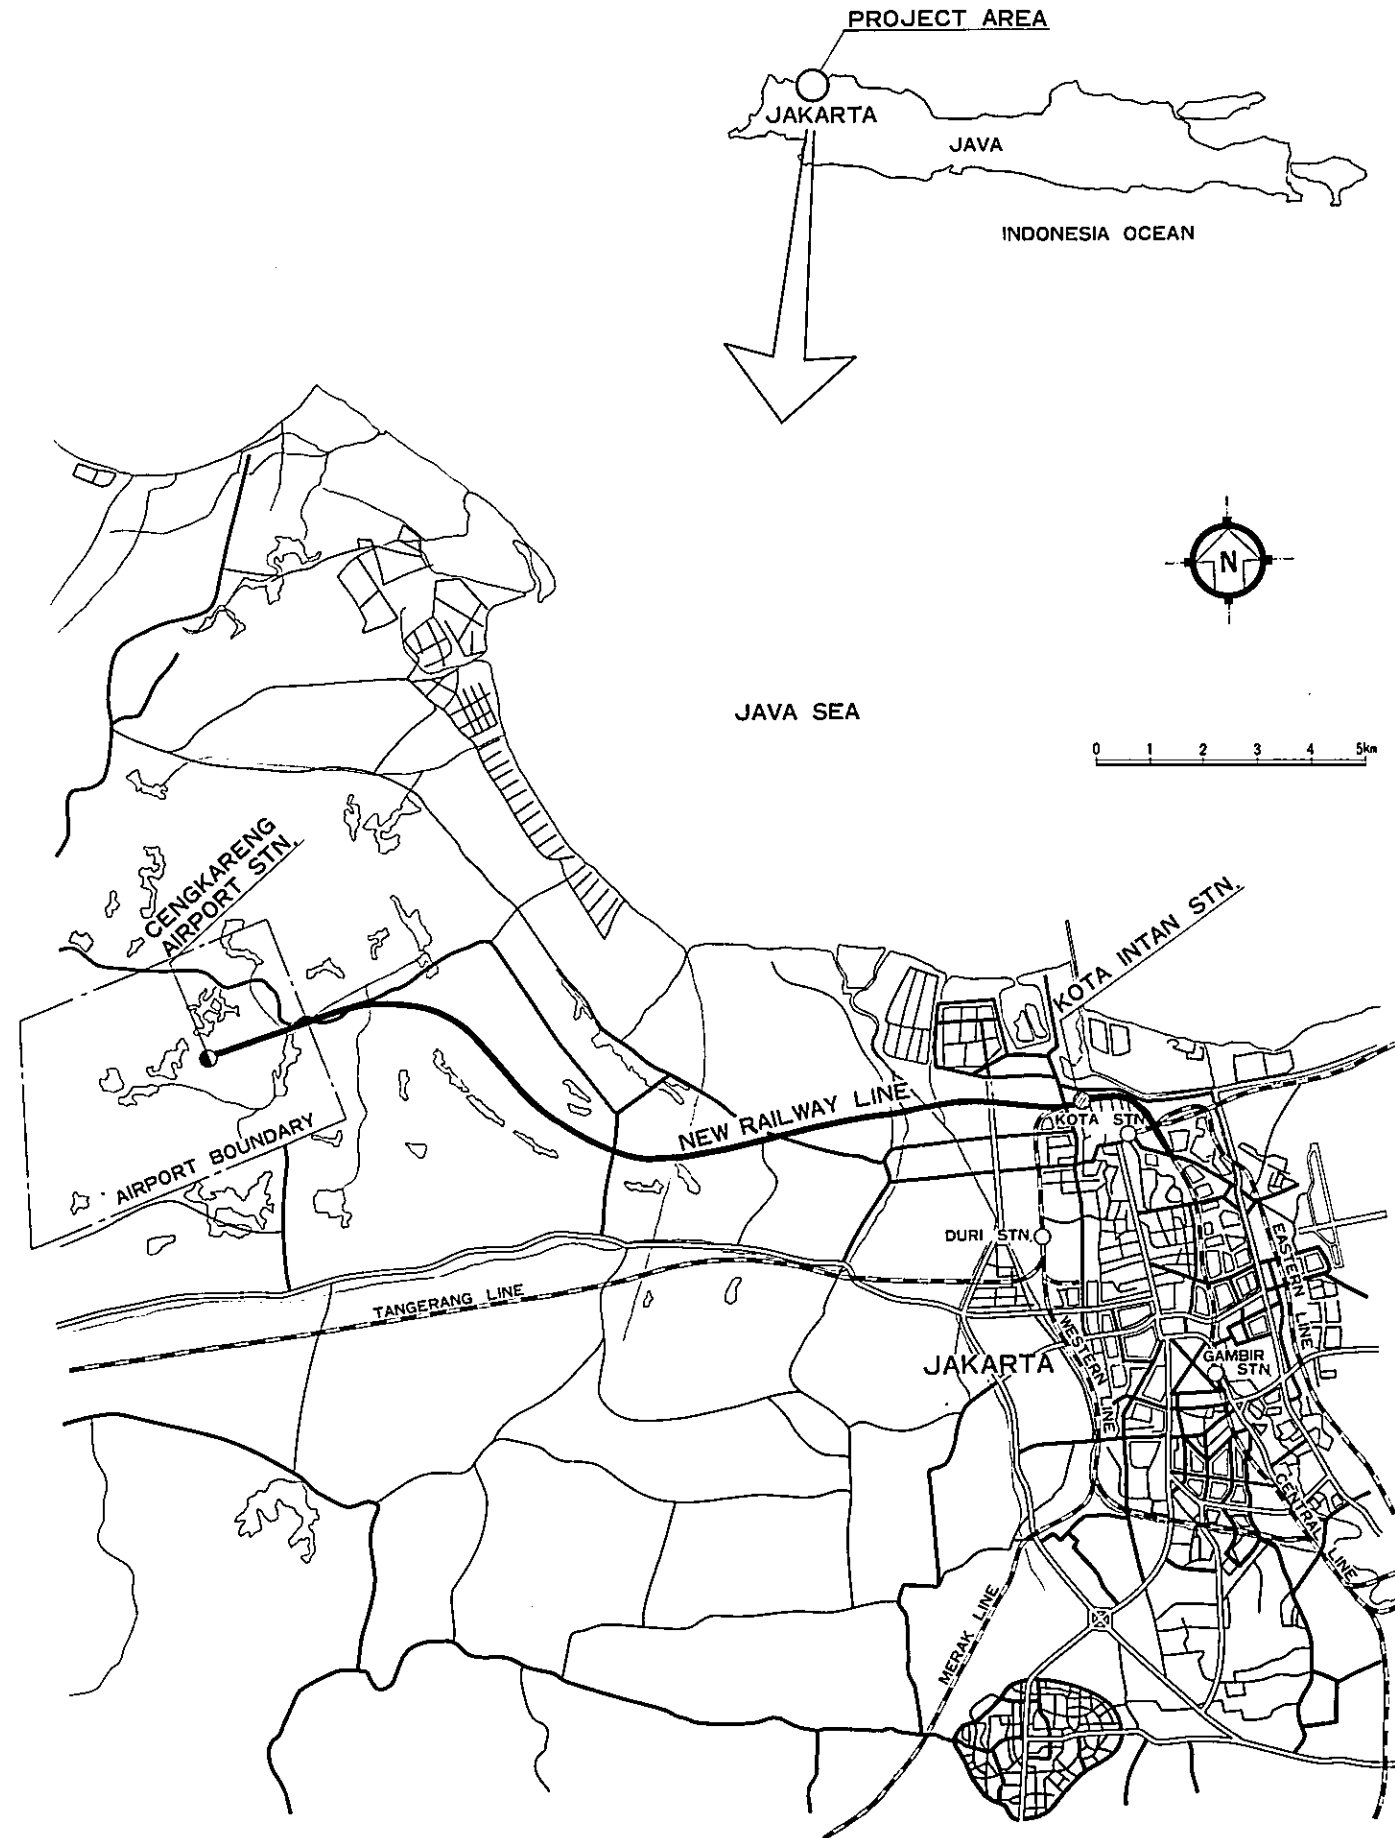 PROJECT AREA
JAKARTA
JAVA
INDONESIA OCEAN
N
JAVA SEA
0 1 2 3 4 5km
CENGKARENG
AIRPORT STN.
KOTA INTAN STN.
NEW RAILWAY LINE
KOTA STN
AIRPORT BOUNDARY
DURI STN.
EASTERN LINE
TANGERANG LINE
WESTERN LINE
JAKARTA
GAMBIR
STN
CENTRAL LINE
MERAK LINE